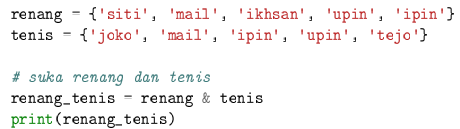 renang = {'siti', 'mail', 'ikhsan', 'upin', 'ipin'}
tenis = {'joko', 'mail', 'ipin', 'upin', 'tejo'}
# suka renang dan tenis
renang_tenis = renang & tenis
print(renang_tenis)